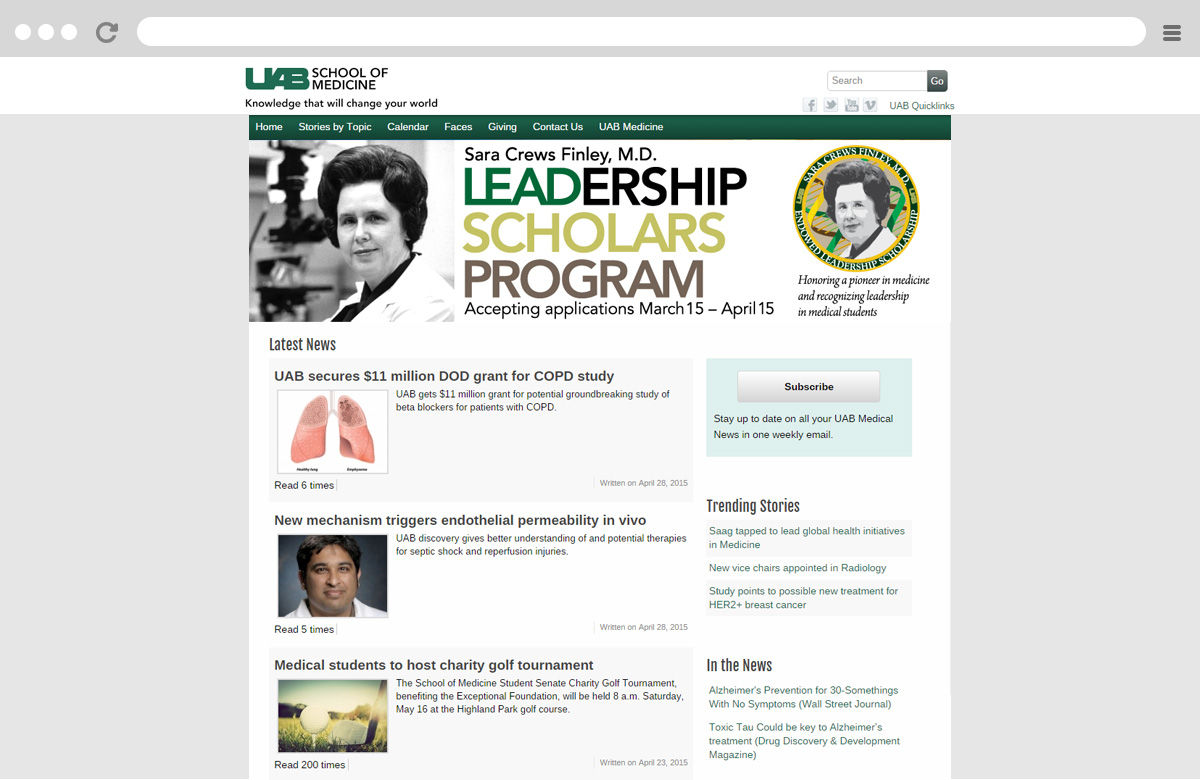 UAB SCHOOL OF
MEDICINE
Knowledge that will change your world
Search Go
UAB Quicklinks
Home Stories by Topic Calendar Faces Giving Contact Us UAB Medicine
Sara Crews Finley, M.D.
LEADERSHIP
SCHOLARS
PROGRAM
Accepting applications March 15 – April 15
SARA CREWS FINLEY, M.D.
ENDOWED LEADERSHIP SCHOLARSHIP
Honoring a pioneer in medicine
and recognizing leadership
in medical students
Latest News
UAB secures $11 million DOD grant for COPD study
UAB gets $11 million grant for potential groundbreaking study of
beta blockers for patients with COPD.
Healthy lung Emphysema
Read 6 times
Written on April 28, 2015
New mechanism triggers endothelial permeability in vivo
UAB discovery gives better understanding of and potential therapies
for septic shock and reperfusion injuries.
Read 5 times
Written on April 28, 2015
Medical students to host charity golf tournament
The School of Medicine Student Senate Charity Golf Tournament,
benefiting the Exceptional Foundation, will be held 8 a.m. Saturday,
May 16 at the Highland Park golf course.
Read 200 times
Written on April 23, 2015
Subscribe
Stay up to date on all your UAB Medical
News in one weekly email.
Trending Stories
Saag tapped to lead global health initiatives
in Medicine
New vice chairs appointed in Radiology
Study points to possible new treatment for
HER2+ breast cancer
In the News
Alzheimer's Prevention for 30-Somethings
With No Symptoms (Wall Street Journal)
Toxic Tau Could be key to Alzheimer's
treatment (Drug Discovery & Development
Magazine)